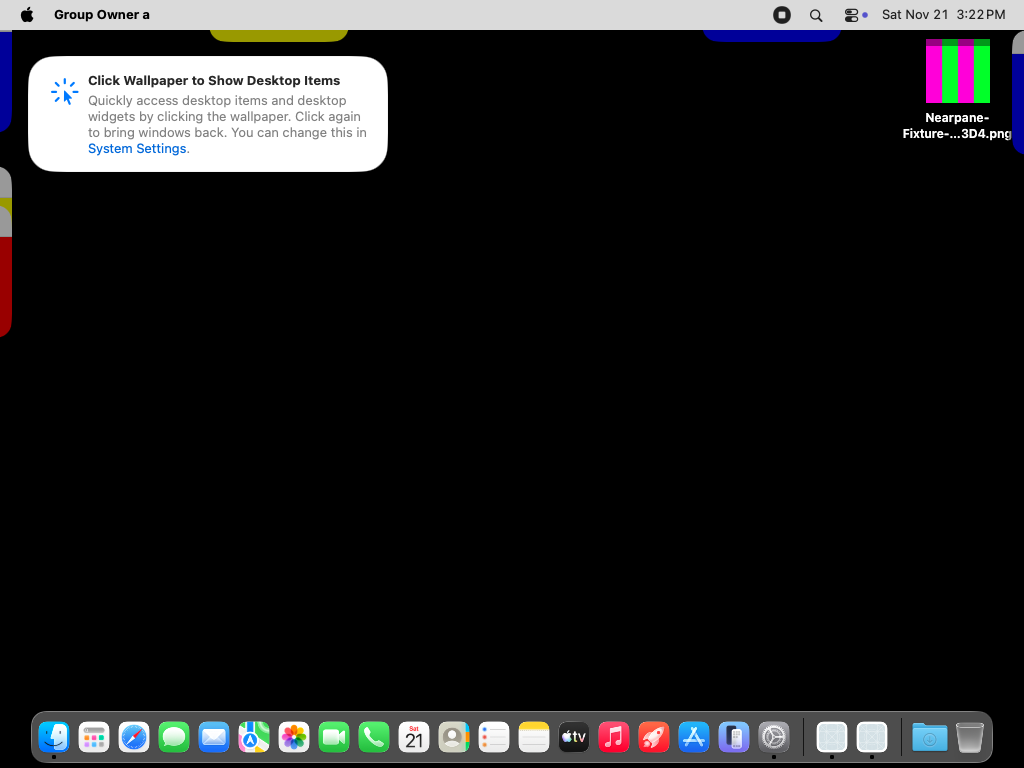 Group Owner a
Sat Nov 21 3:22 PM
Click Wallpaper to Show Desktop Items
Quickly access desktop items and desktop
widgets by clicking the wallpaper. Click again
to bring windows back. You can change this in
System Settings.
Nearpane-
Fixture-...3D4.png
Sat
21
tv